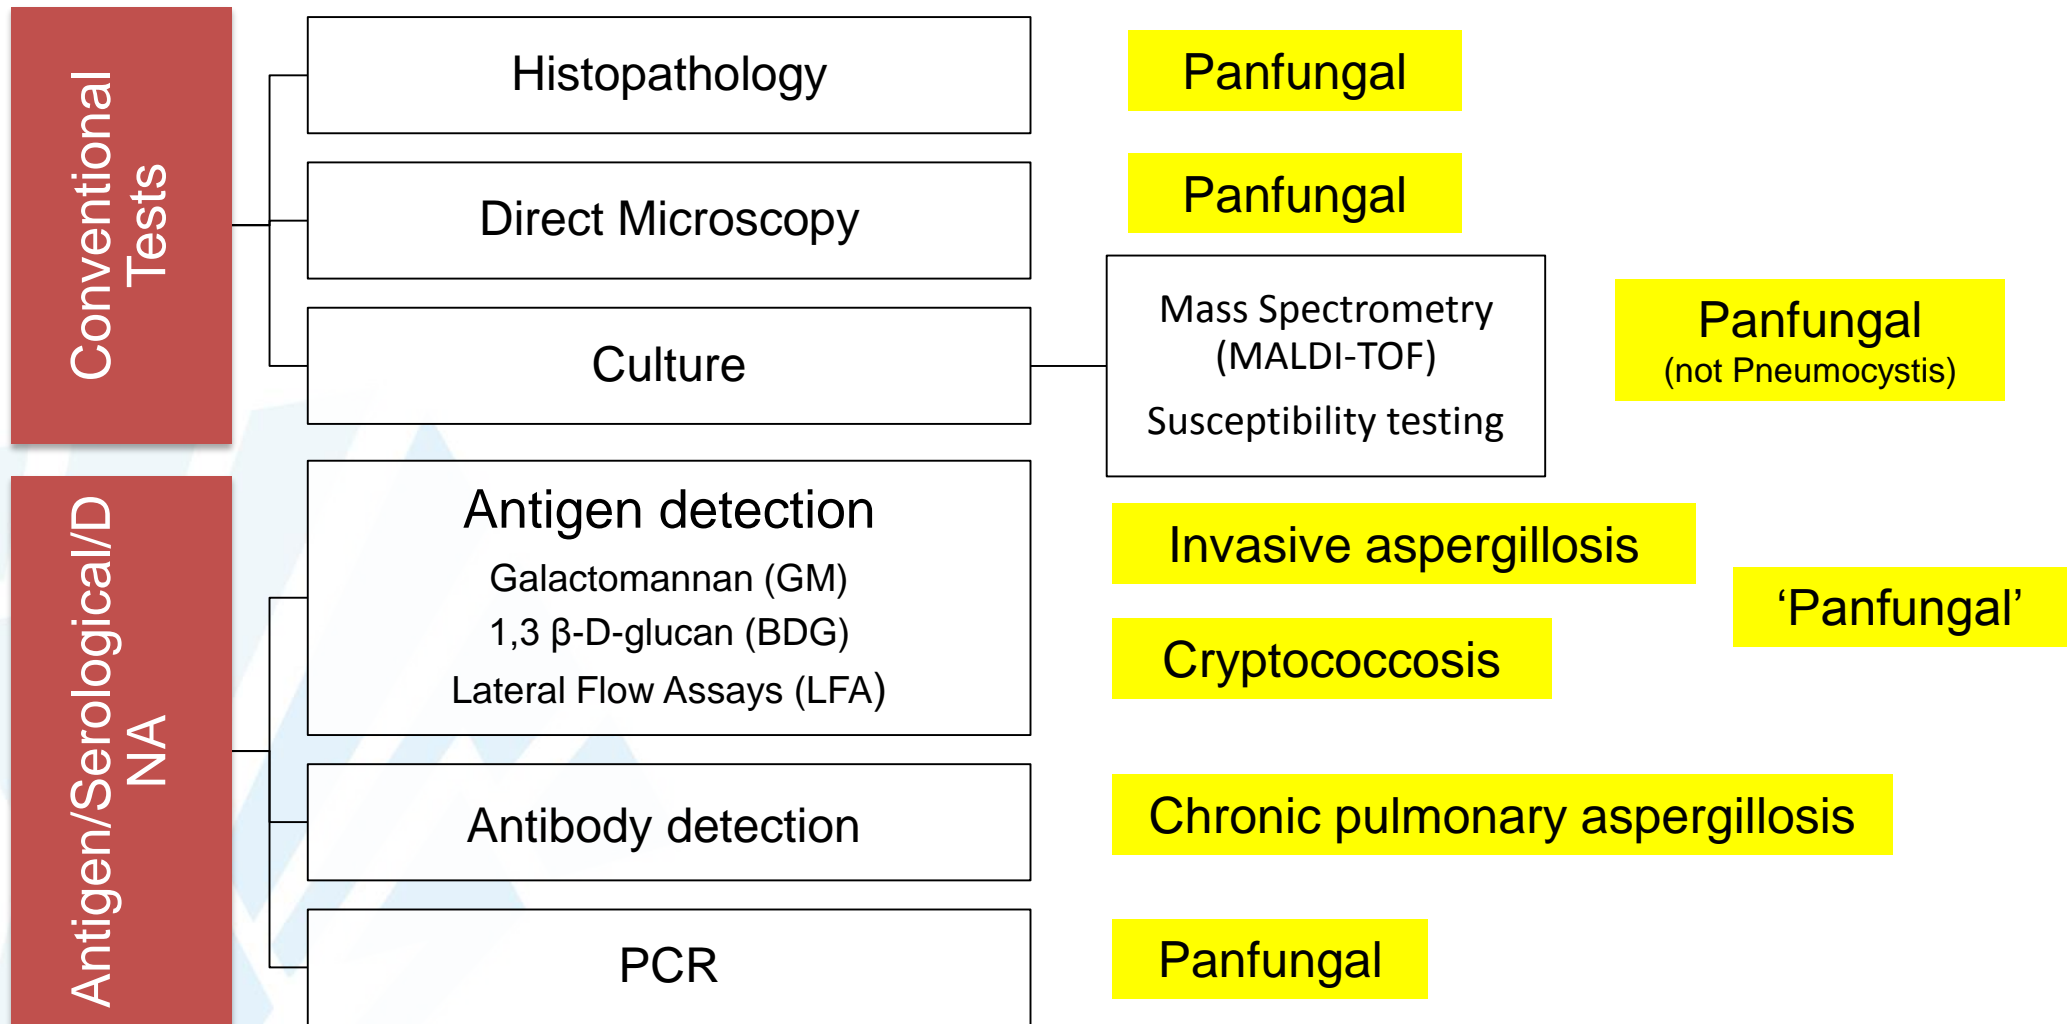 Conventional
Tests
Histopathology
Panfungal
Direct Microscopy
Panfungal
Culture
Mass Spectrometry
(MALDI-TOF)
Susceptibility testing
Panfungal
(not Pneumocystis)
Antigen/Serological/D
NA
Antigen detection
Galactomannan (GM)
1,3 β-D-glucan (BDG)
Lateral Flow Assays (LFA)
Invasive aspergillosis
‘Panfungal’
Cryptococcosis
Antibody detection
Chronic pulmonary aspergillosis
PCR
Panfungal